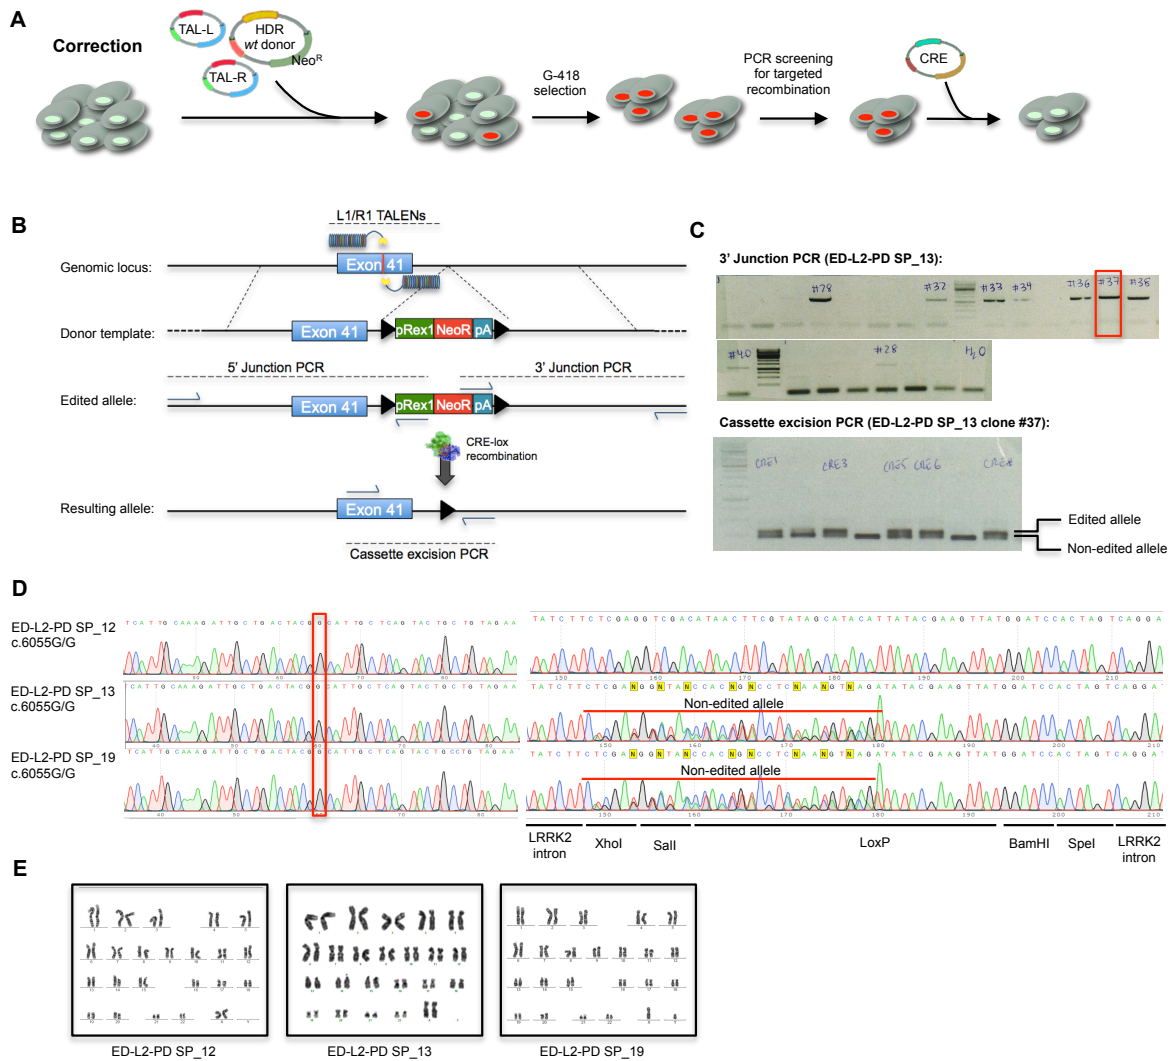 A
Correction
TAL-L
HDR
wt donor
NeoR
TAL-R
G-418
selection
PCR screening
for targeted
recombination
CRE
B
L1/R1 TALENs
Genomic locus:
Exon 41
Donor template:
Exon 41
pRex1
NeoR
pA
5' Junction PCR
3' Junction PCR
Edited allele:
Exon 41
pRex1
NeoR
pA
CRE-lox
recombination
Resulting allele:
Exon 41
Cassette excision PCR
C
3' Junction PCR (ED-L2-PD SP_13):
#28
#32
#33
#34
#36
#37
#38
#40
#28
H2O
Cassette excision PCR (ED-L2-PD SP_13 clone #37):
CRE1
CRE3
CRE5
CRE6
Edited allele
Non-edited allele
D
ED-L2-PD SP_12
c.6055G/G
TCATTGCAAAGATTGCTGACTACGGCATTGCTCAGTACTGCTGTAGAA
TATCTTCTCGAGGTCGACATAACTTCGTATAGCATACATTATACGAAGTTATGGATCCACTAGTCAGGA
ED-L2-PD SP_13
c.6055G/G
TCATTGCAAAGATTGCTGACTACGGCATTGCTCAGTACTGCTGTAGAA
TATCTTCTCGANGGNTANCCACNGNCCTCNAANGTNAGATATACGAAGTTATGGATCCACTAGTCAGGAT
Non-edited allele
ED-L2-PD SP_19
c.6055G/G
TATCTTCTCGANGGNTANCCACNGNCCTCNAANGTNAGATATACGAAGTTATGGATCCACTAGTCAGGAT
Non-edited allele
LRRK2
intron
XhoI
SalI
LoxP
BamHI
SpeI
LRRK2
intron
E
ED-L2-PD SP_12
ED-L2-PD SP_13
ED-L2-PD SP_19